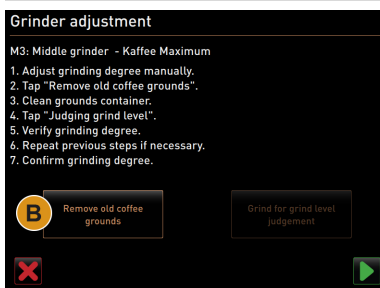 Grinder adjustment
M3: Middle grinder - Kaffee Maximum
1. Adjust grinding degree manually.
2. Tap "Remove old coffee grounds".
3. Clean grounds container.
4. Tap "Judging grind level".
5. Verify grinding degree.
6. Repeat previous steps if necessary.
7. Confirm grinding degree.
B
Remove old coffee
grounds
Grind for grind level
judgement